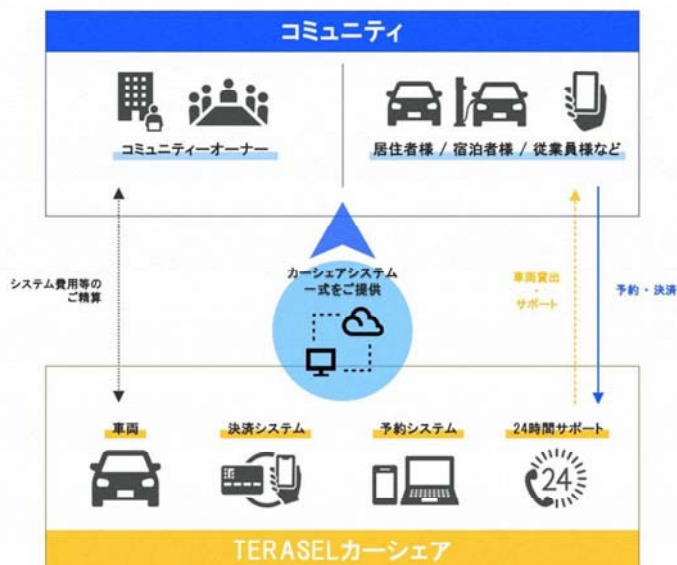 コミュニティ
コミュニティーオーナー
居住者様 / 宿泊者様 / 従業員様など
システム費用等の
ご精算
カーシェアシステム
一式をご提供
車両貸出
・
サポート
予約・決済
車両
決済システム
予約システム
24時間サポート
24
TERASELカーシェア